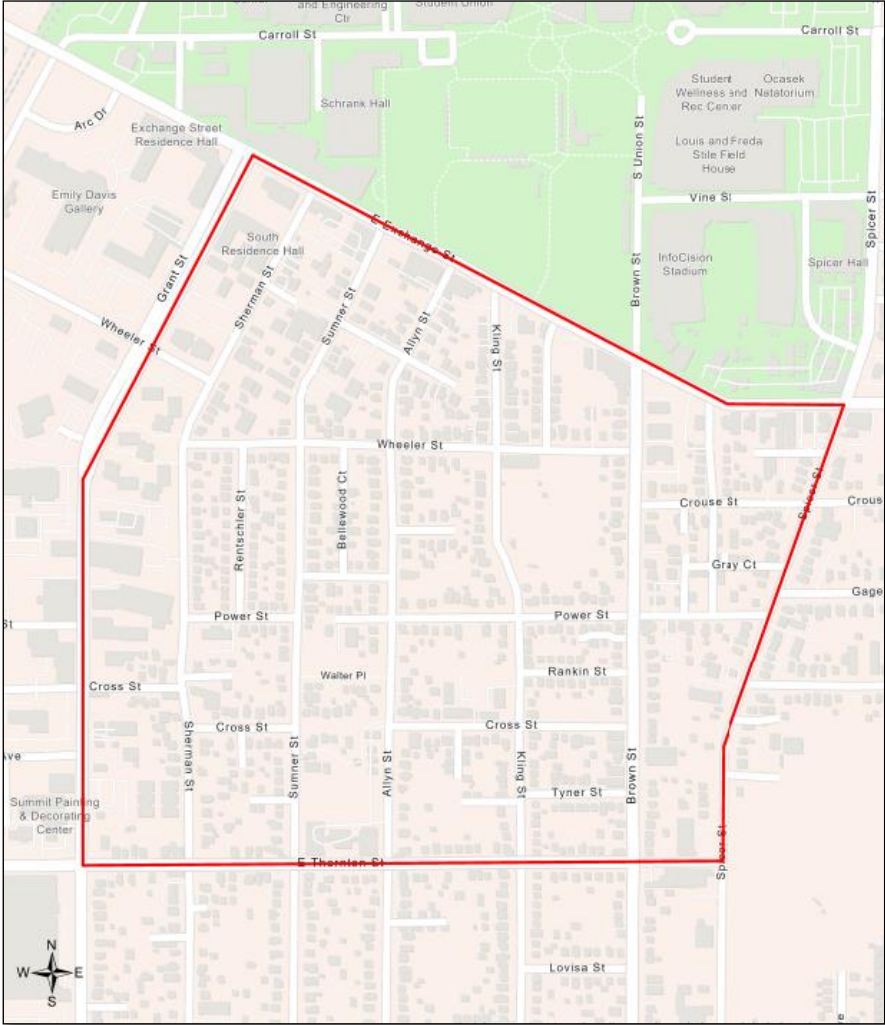 and Engineering
Ctr
Student Union
Carroll St
Carroll St
Schrank Hall
Student
Wellness and
Rec Center
Ocasek
Natatorium
Arc Dr
Exchange Street
Residence Hall
S Union St
Louis and Freda
Stile Field
House
Emily Davis
Gallery
Vine St
Spicer St
E Exchange St
South
Residence Hall
Grant St
Sherman St
InfoCision
Stadium
Spicer Hall
Brown St
Sumner St
Allyn St
Kling St
Wheeler St
Wheeler St
Bellewood Ct
Rentschler St
Spicer St
Crouse St
Crous
Gray Ct
Gage
Power St
Power St
St
Walter Pl
Rankin St
Cross St
Cross St
Cross St
Sherman St
Sumner St
Allyn St
Kling St
Brown St
Ave
Tyner St
Summit Painting
& Decorating
Center
E Thornton St
Spicer St
N
W E
S
Lovisa St
e